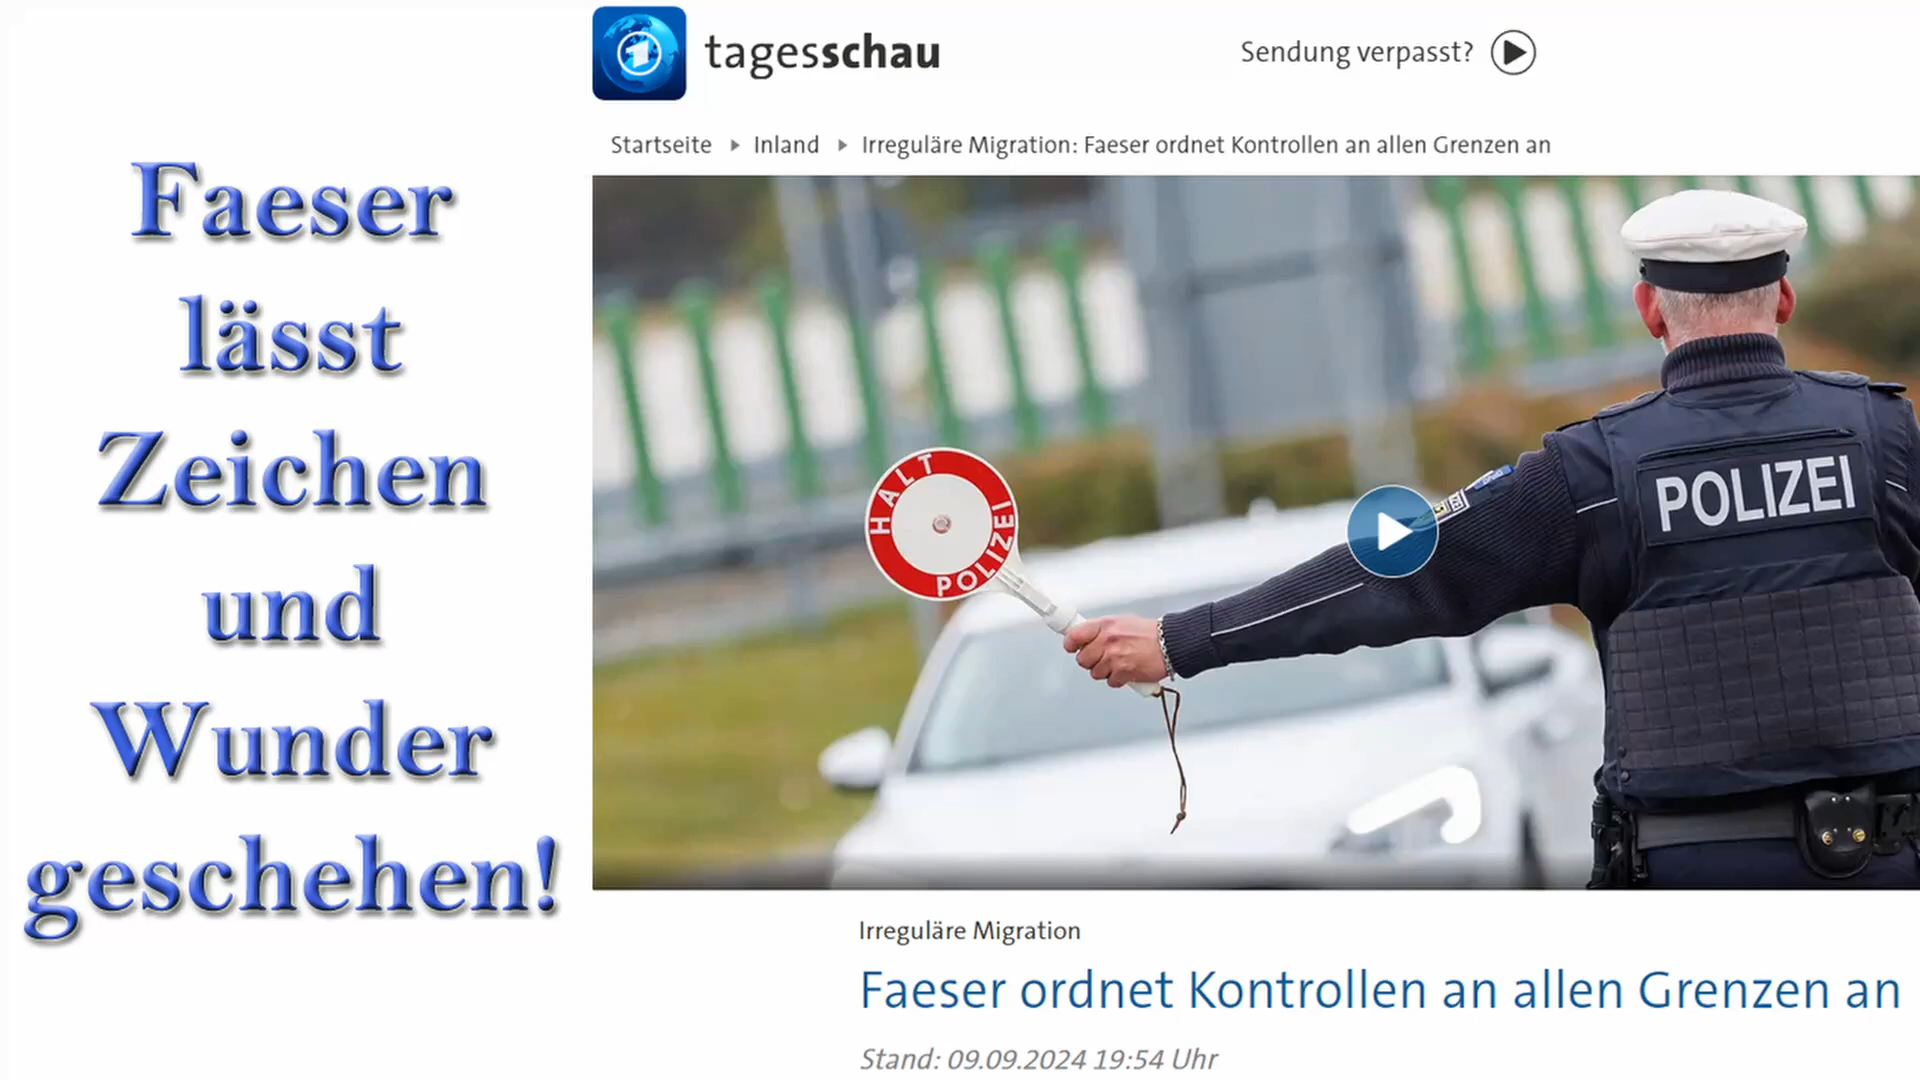 Faeser
lässt
Zeichen
und
Wunder
geschehen!
tagesschau
Sendung verpasst?
Startseite ▸ Inland ▸ Irreguläre Migration: Faeser ordnet Kontrollen an allen Grenzen an
HALT
POLIZEI
POLIZEI
Irreguläre Migration
Faeser ordnet Kontrollen an allen Grenzen an
Stand: 09.09.2024 19:54 Uhr